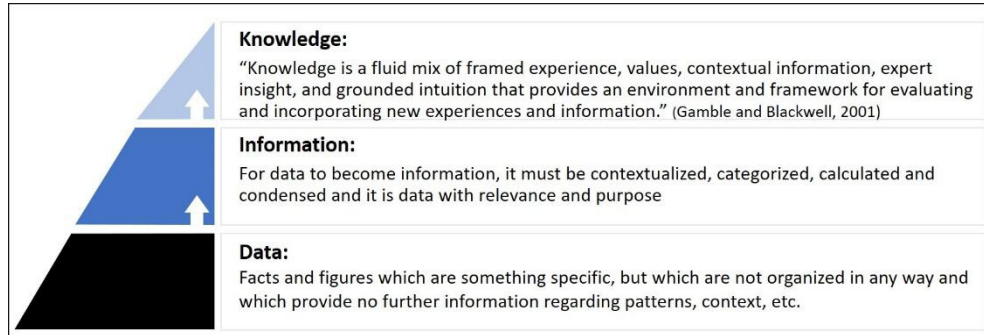 Knowledge:
“Knowledge is a fluid mix of framed experience, values, contextual information, expert
insight, and grounded intuition that provides an environment and framework for evaluating
and incorporating new experiences and information.” (Gamble and Blackwell, 2001)
Information:
For data to become information, it must be contextualized, categorized, calculated and
condensed and it is data with relevance and purpose
Data:
Facts and figures which are something specific, but which are not organized in any way and
which provide no further information regarding patterns, context, etc.